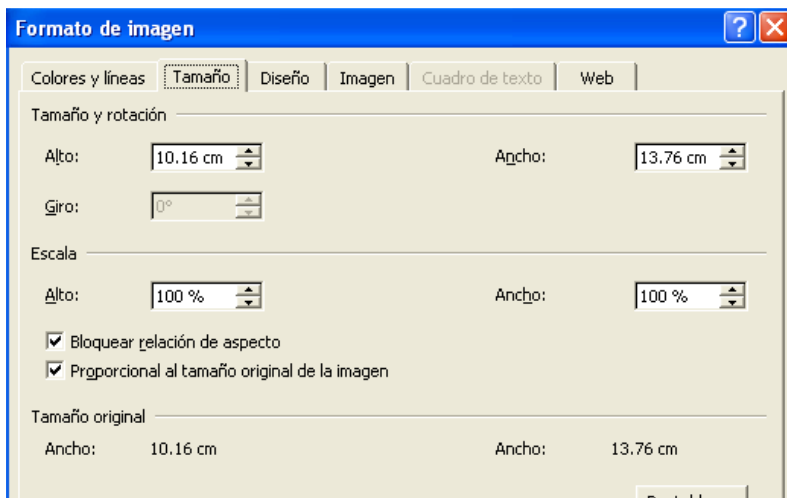 Formato de imagen
Colores y líneas Tamaño Diseño Imagen Cuadro de texto Web
Tamaño y rotación
Alto: 10.16 cm Ancho: 13.76 cm
Giro: 0°
Escala
Alto: 100 % Ancho: 100 %
Bloquear relación de aspecto
Proporcional al tamaño original de la imagen
Tamaño original
Ancho: 10.16 cm Ancho: 13.76 cm